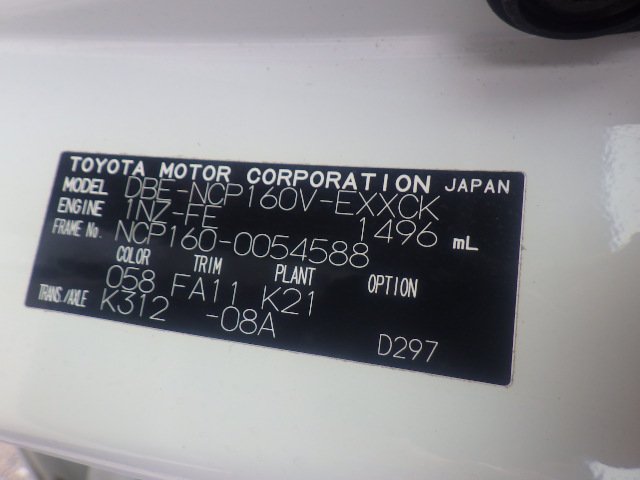 TOYOTA MOTOR CORPORATION JAPAN
MODEL DBE-NCP160V-EXXCK
ENGINE 1NZ-FE 1496 mL
FRAME No. NCP160-0054588
COLOR TRIM PLANT OPTION
058 FA11 K21
TRANS./AXLE K312 -08A
D297